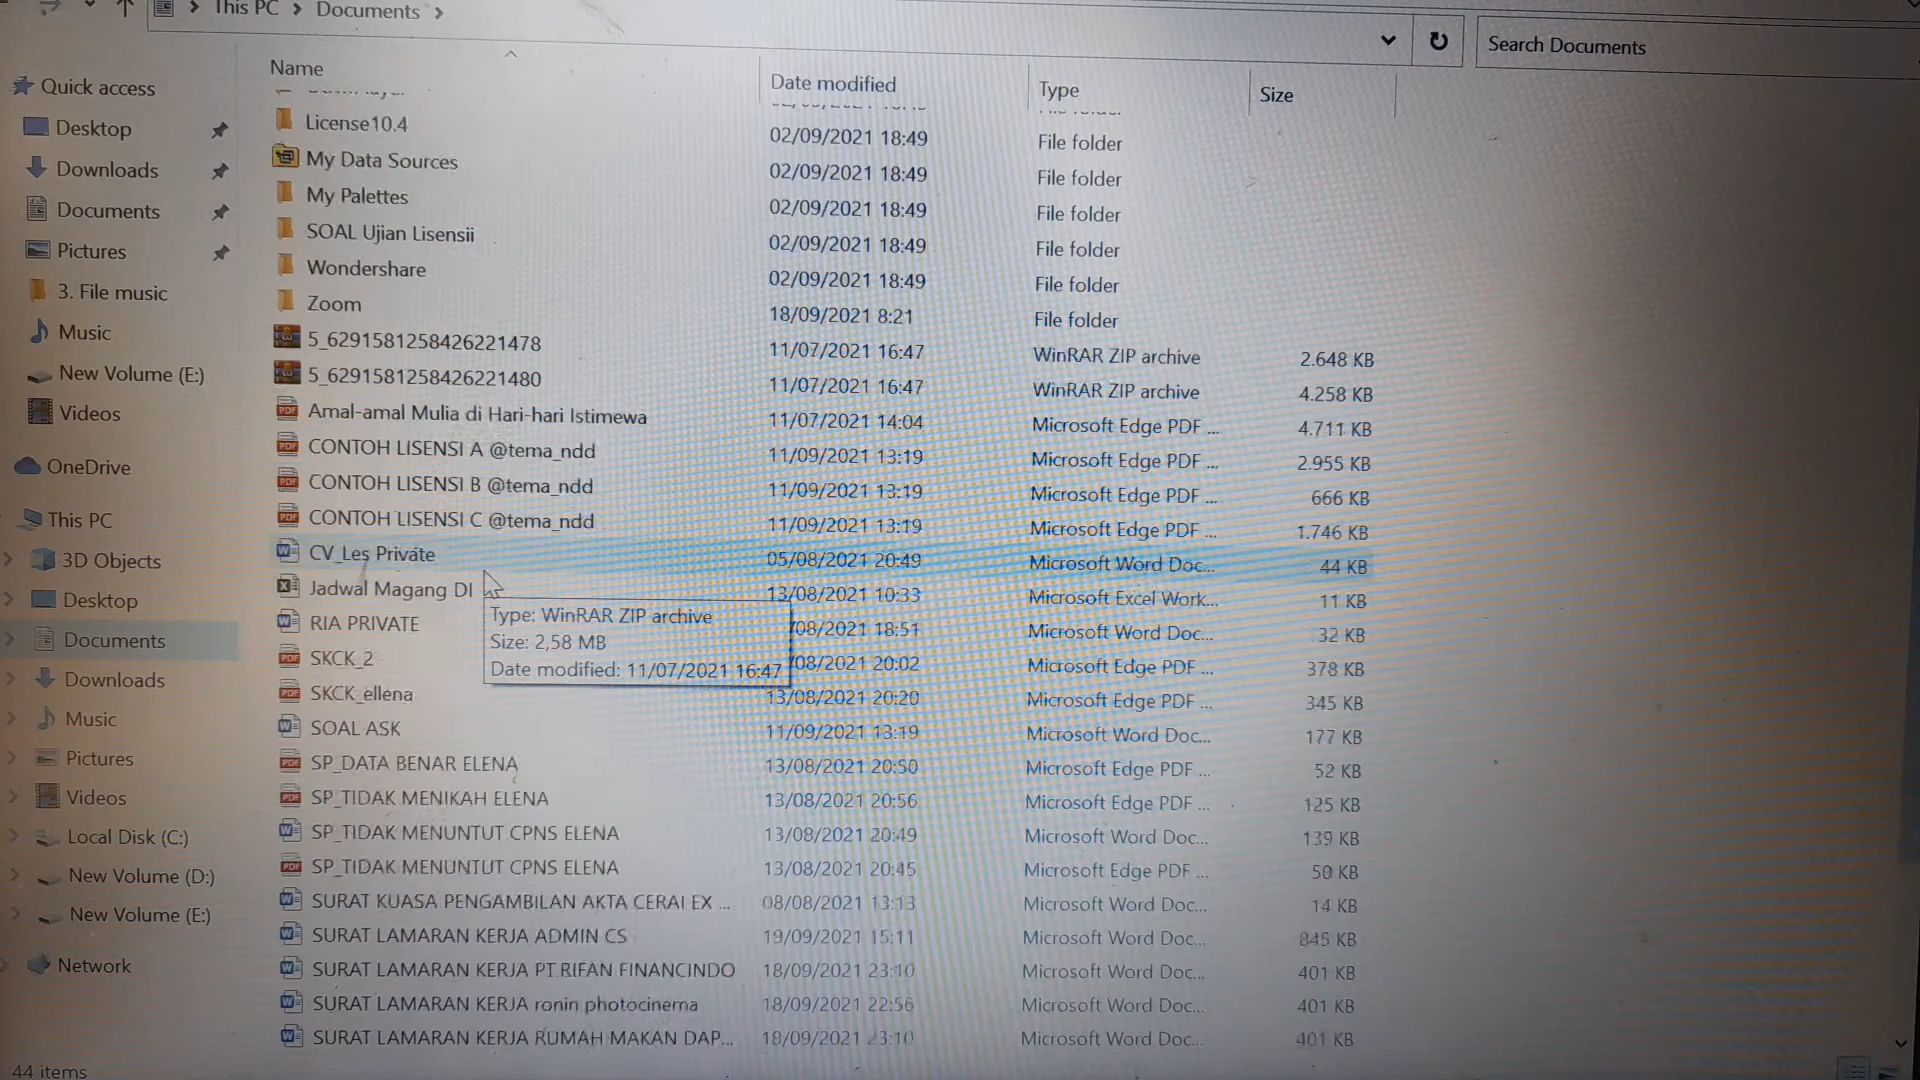 This PC > Documents >
Search Documents
Name Date modified Type Size
Quick access
Desktop
Downloads
Documents
Pictures
3. File music
Music
New Volume (E:)
Videos
OneDrive
This PC
3D Objects
Desktop
Documents
Downloads
Music
Pictures
Videos
Local Disk (C:)
New Volume (D:)
New Volume (E:)
Network
License10.4 02/09/2021 18:49 File folder
My Data Sources 02/09/2021 18:49 File folder
My Palettes 02/09/2021 18:49 File folder
SOAL Ujian Lisensii 02/09/2021 18:49 File folder
Wondershare 02/09/2021 18:49 File folder
Zoom 18/09/2021 8:21 File folder
5_6291581258426221478 11/07/2021 16:47 WinRAR ZIP archive 2.648 KB
5_6291581258426221480 11/07/2021 16:47 WinRAR ZIP archive 4.258 KB
Amal-amal Mulia di Hari-hari Istimewa 11/07/2021 14:04 Microsoft Edge PDF ... 4.711 KB
CONTOH LISENSI A @tema_ndd 11/09/2021 13:19 Microsoft Edge PDF ... 2.955 KB
CONTOH LISENSI B @tema_ndd 11/09/2021 13:19 Microsoft Edge PDF ... 666 KB
CONTOH LISENSI C @tema_ndd 11/09/2021 13:19 Microsoft Edge PDF ... 1.746 KB
CV_Les Private 05/08/2021 20:49 Microsoft Word Doc... 44 KB
Jadwal Magang DI 13/08/2021 10:33 Microsoft Excel Work... 11 KB
RIA PRIVATE /08/2021 18:51 Microsoft Word Doc... 32 KB
SKCK_2 /08/2021 20:02 Microsoft Edge PDF ... 378 KB
SKCK_ellena 13/08/2021 20:20 Microsoft Edge PDF ... 345 KB
SOAL ASK 11/09/2021 13:19 Microsoft Word Doc... 177 KB
SP_DATA BENAR ELENA 13/08/2021 20:50 Microsoft Edge PDF ... 52 KB
SP_TIDAK MENIKAH ELENA 13/08/2021 20:56 Microsoft Edge PDF ... 125 KB
SP_TIDAK MENUNTUT CPNS ELENA 13/08/2021 20:49 Microsoft Word Doc... 139 KB
SP_TIDAK MENUNTUT CPNS ELENA 13/08/2021 20:45 Microsoft Edge PDF ... 50 KB
SURAT KUASA PENGAMBILAN AKTA CERAI EX ... 08/08/2021 13:13 Microsoft Word Doc... 14 KB
SURAT LAMARAN KERJA ADMIN CS 19/09/2021 15:11 Microsoft Word Doc... 845 KB
SURAT LAMARAN KERJA PT.RIFAN FINANCINDO 18/09/2021 23:10 Microsoft Word Doc... 401 KB
SURAT LAMARAN KERJA ronin photocinema 18/09/2021 22:56 Microsoft Word Doc... 401 KB
SURAT LAMARAN KERJA RUMAH MAKAN DAP... 18/09/2021 23:10 Microsoft Word Doc... 401 KB
Type: WinRAR ZIP archive
Size: 2,58 MB
Date modified: 11/07/2021 16:47
44 items